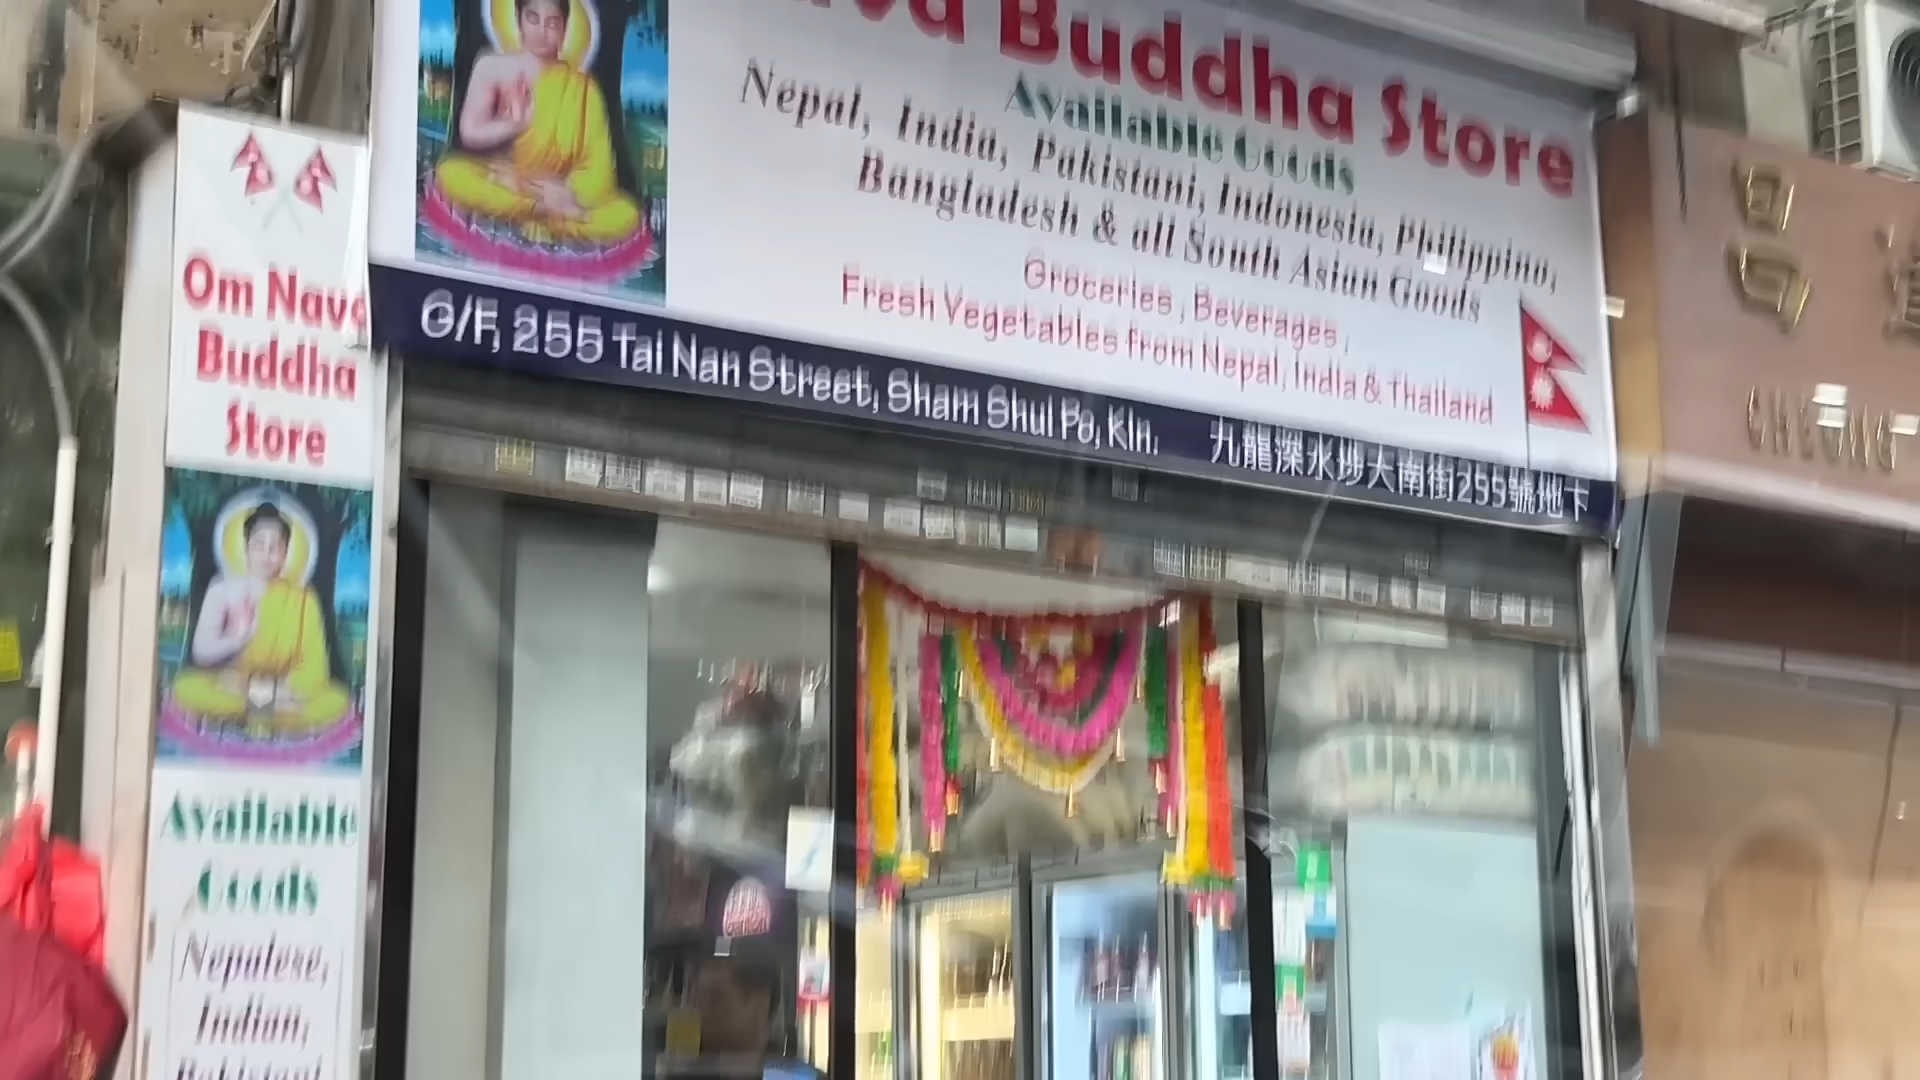 Buddha Store
Available Goods
Nepal, India, Pakistani, Indonesia, Philippino,
Bangladesh & all South Asian Goods
Groceries, Beverages,
Fresh Vegetables from Nepal, India & Thailand
G/F, 255 Tai Nan Street, Sham Shui Po, Kln.
九龍深水埗大南街255號地下
Om Nava
Buddha
Store
Available
Goods
Nepalese,
Indian,
Pakistani